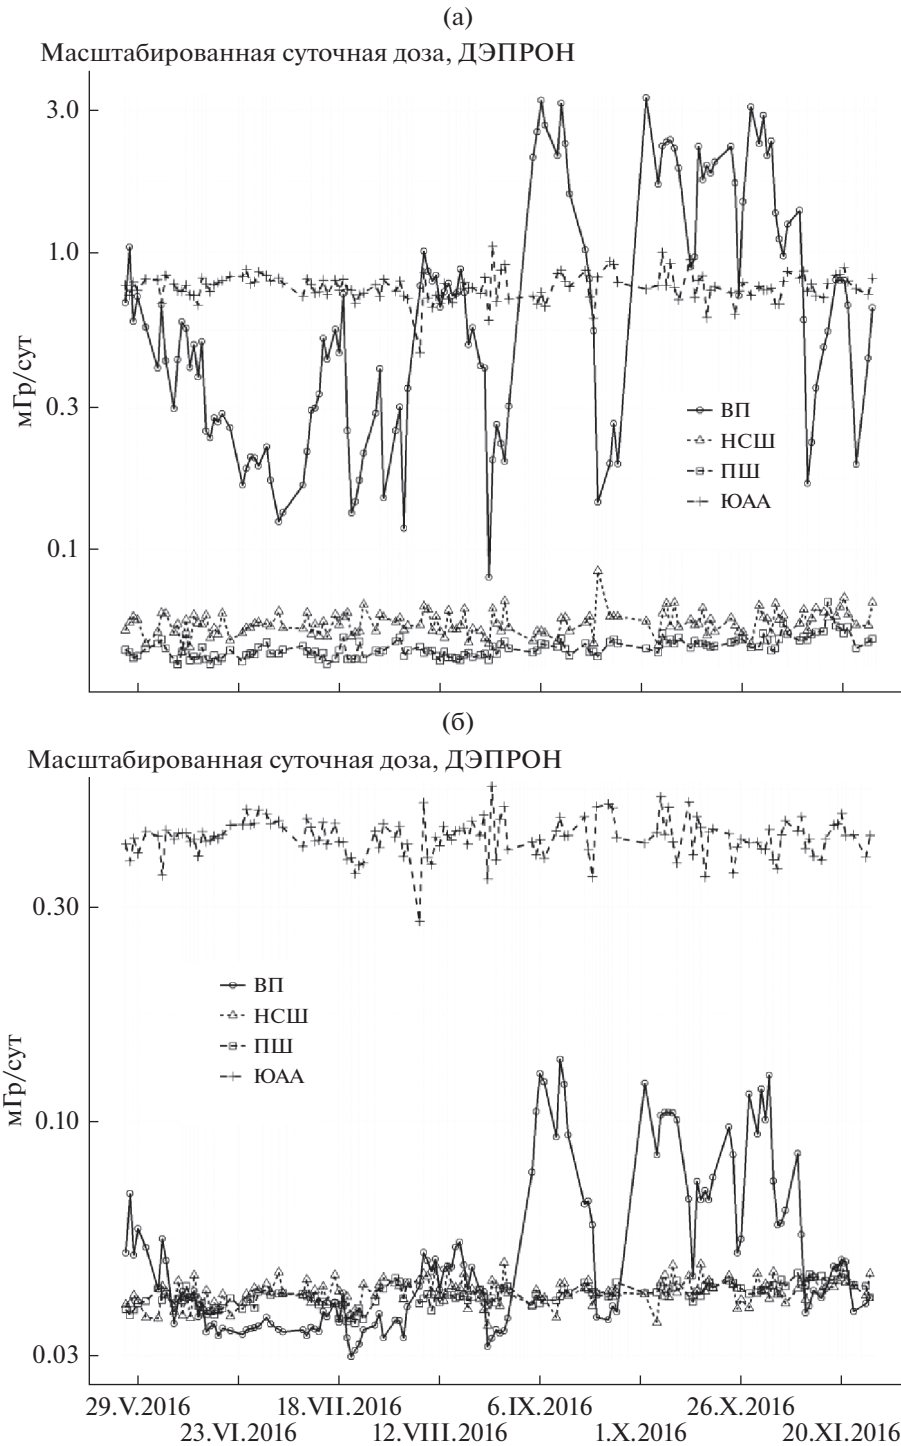 (а)
Масштабированная суточная доза, ДЭПРОН
3.0
1.0
0.3
0.1
мГр/сут
ВП
НСШ
ПШ
ЮАА
(б)
Масштабированная суточная доза, ДЭПРОН
0.30
0.10
0.03
мГр/сут
ВП
НСШ
ПШ
ЮАА
29.V.2016 18.VII.2016 6.IX.2016 26.X.2016
23.VI.2016 12.VIII.2016 1.X.2016 20.XI.2016